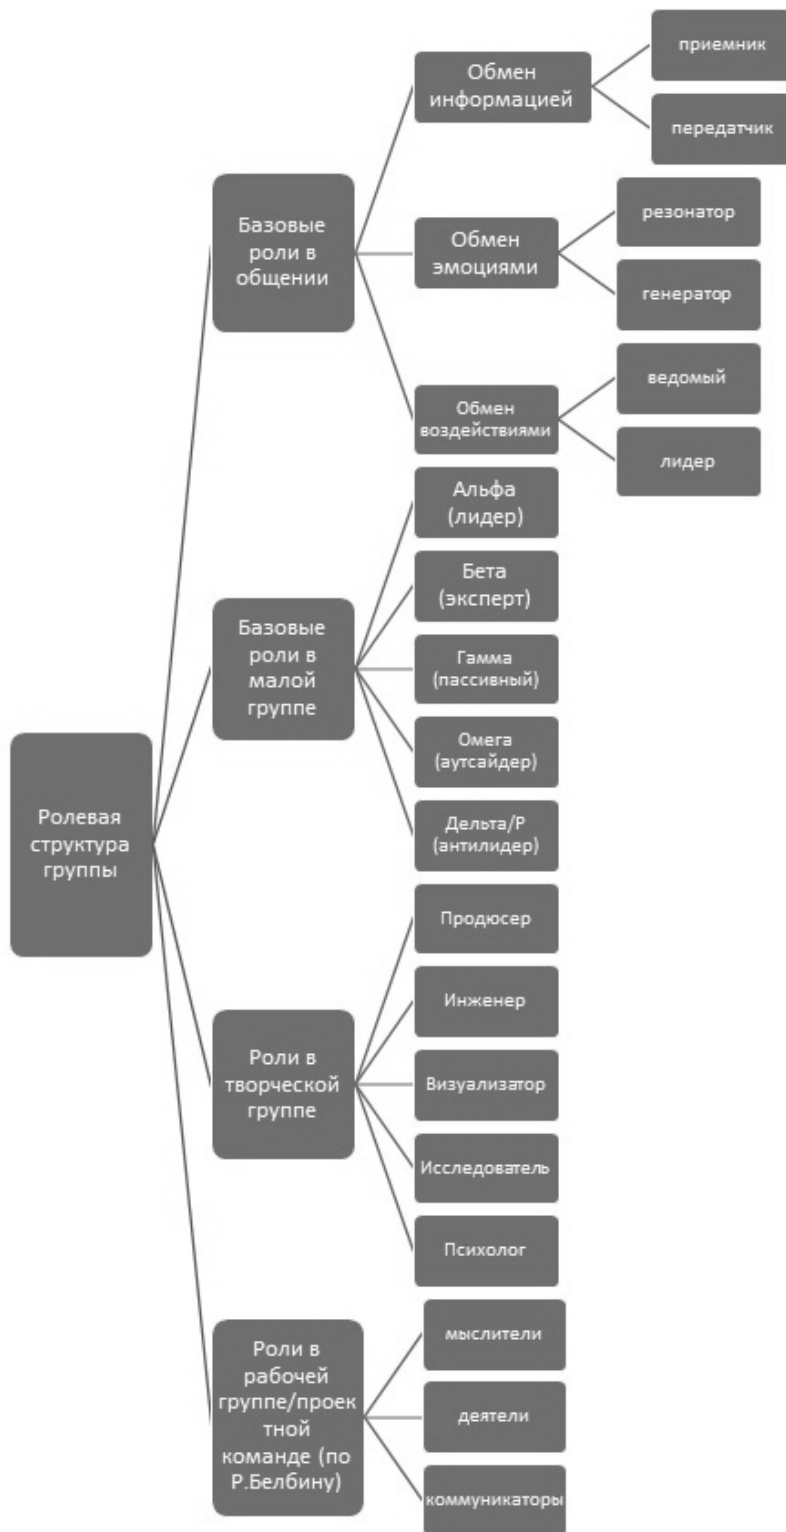 Ролевая
структура
группы
Базовые
роли в
общении
Обмен
информацией
приемник
передатчик
Обмен
эмоциями
резонатор
генератор
Обмен
воздействиями
ведомый
лидер
Базовые
роли в
малой
группе
Альфа
(лидер)
Бета
(эксперт)
Гамма
(пассивный)
Омега
(аутсайдер)
Дельта/Р
(антилидер)
Роли в
творческой
группе
Продюсер
Инженер
Визуализатор
Исследователь
Психолог
Роли в
рабочей
группе/проек
тной
команде (по
Р.Белбину)
мыслители
деятели
коммуникаторы